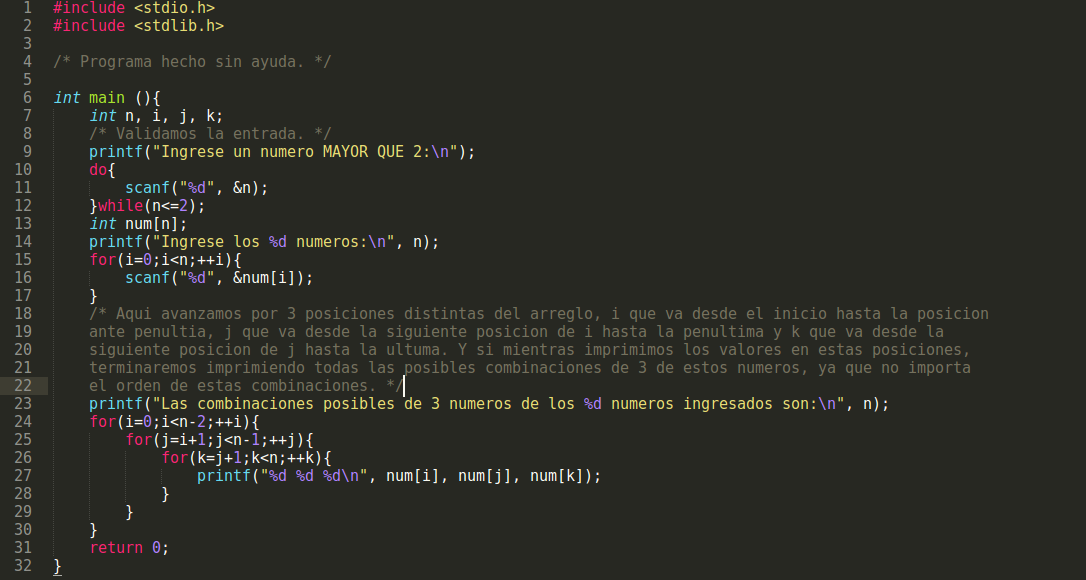 1 #include <stdio.h>
2 #include <stdlib.h>
3
4 /* Programa hecho sin ayuda. */
5
6 int main (){
7     int n, i, j, k;
8     /* Validamos la entrada. */
9     printf("Ingrese un numero MAYOR QUE 2:\n");
10     do{
11         scanf("%d", &n);
12     }while(n<=2);
13     int num[n];
14     printf("Ingrese los %d numeros:\n", n);
15     for(i=0;i<n;++i){
16         scanf("%d", &num[i]);
17     }
18     /* Aqui avanzamos por 3 posiciones distintas del arreglo, i que va desde el inicio hasta la posicion
19     ante penultia, j que va desde la siguiente posicion de i hasta la penultima y k que va desde la
20     siguiente posicion de j hasta la ultuma. Y si mientras imprimimos los valores en estas posiciones,
21     terminaremos imprimiendo todas las posibles combinaciones de 3 de estos numeros, ya que no importa
22     el orden de estas combinaciones. */
23     printf("Las combinaciones posibles de 3 numeros de los %d numeros ingresados son:\n", n);
24     for(i=0;i<n-2;++i){
25         for(j=i+1;j<n-1;++j){
26             for(k=j+1;k<n;++k){
27                 printf("%d %d %d\n", num[i], num[j], num[k]);
28             }
29         }
30     }
31     return 0;
32 }